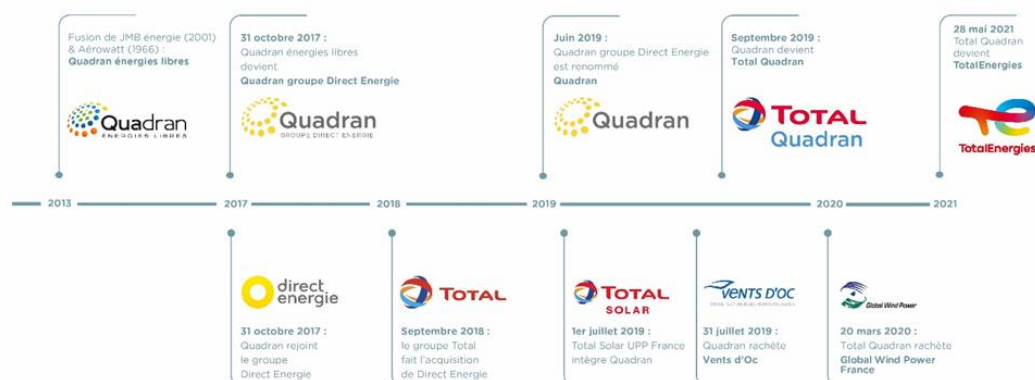 Fusion de JMB énergie (2001)
& Aérowatt (1966) :
Quadran énergies libres
Quadran
ÉNERGIES LIBRES
31 octobre 2017 :
Quadran énergies libres
devient
Quadran groupe Direct Energie
Quadran
GROUPE DIRECT ENERGIE
Juin 2019 :
Quadran groupe Direct Energie
est renommé
Quadran
Quadran
Septembre 2019 :
Quadran devient
Total Quadran
TOTAL
Quadran
28 mai 2021
Total Quadran
devient
TotalEnergies
TotalEnergies
2013
2017
2018
2019
2020
2021
direct
energie
31 octobre 2017 :
Quadran rejoint
le groupe
Direct Energie
TOTAL
Septembre 2018 :
le groupe Total
fait l'acquisition
de Direct Energie
TOTAL
SOLAR
1er juillet 2019 :
Total Solar UPP France
intègre Quadran
VENTS D'OC
31 juillet 2019 :
Quadran rachète
Vents d'Oc
Global Wind Power
20 mars 2020 :
Total Quadran rachète
Global Wind Power
France